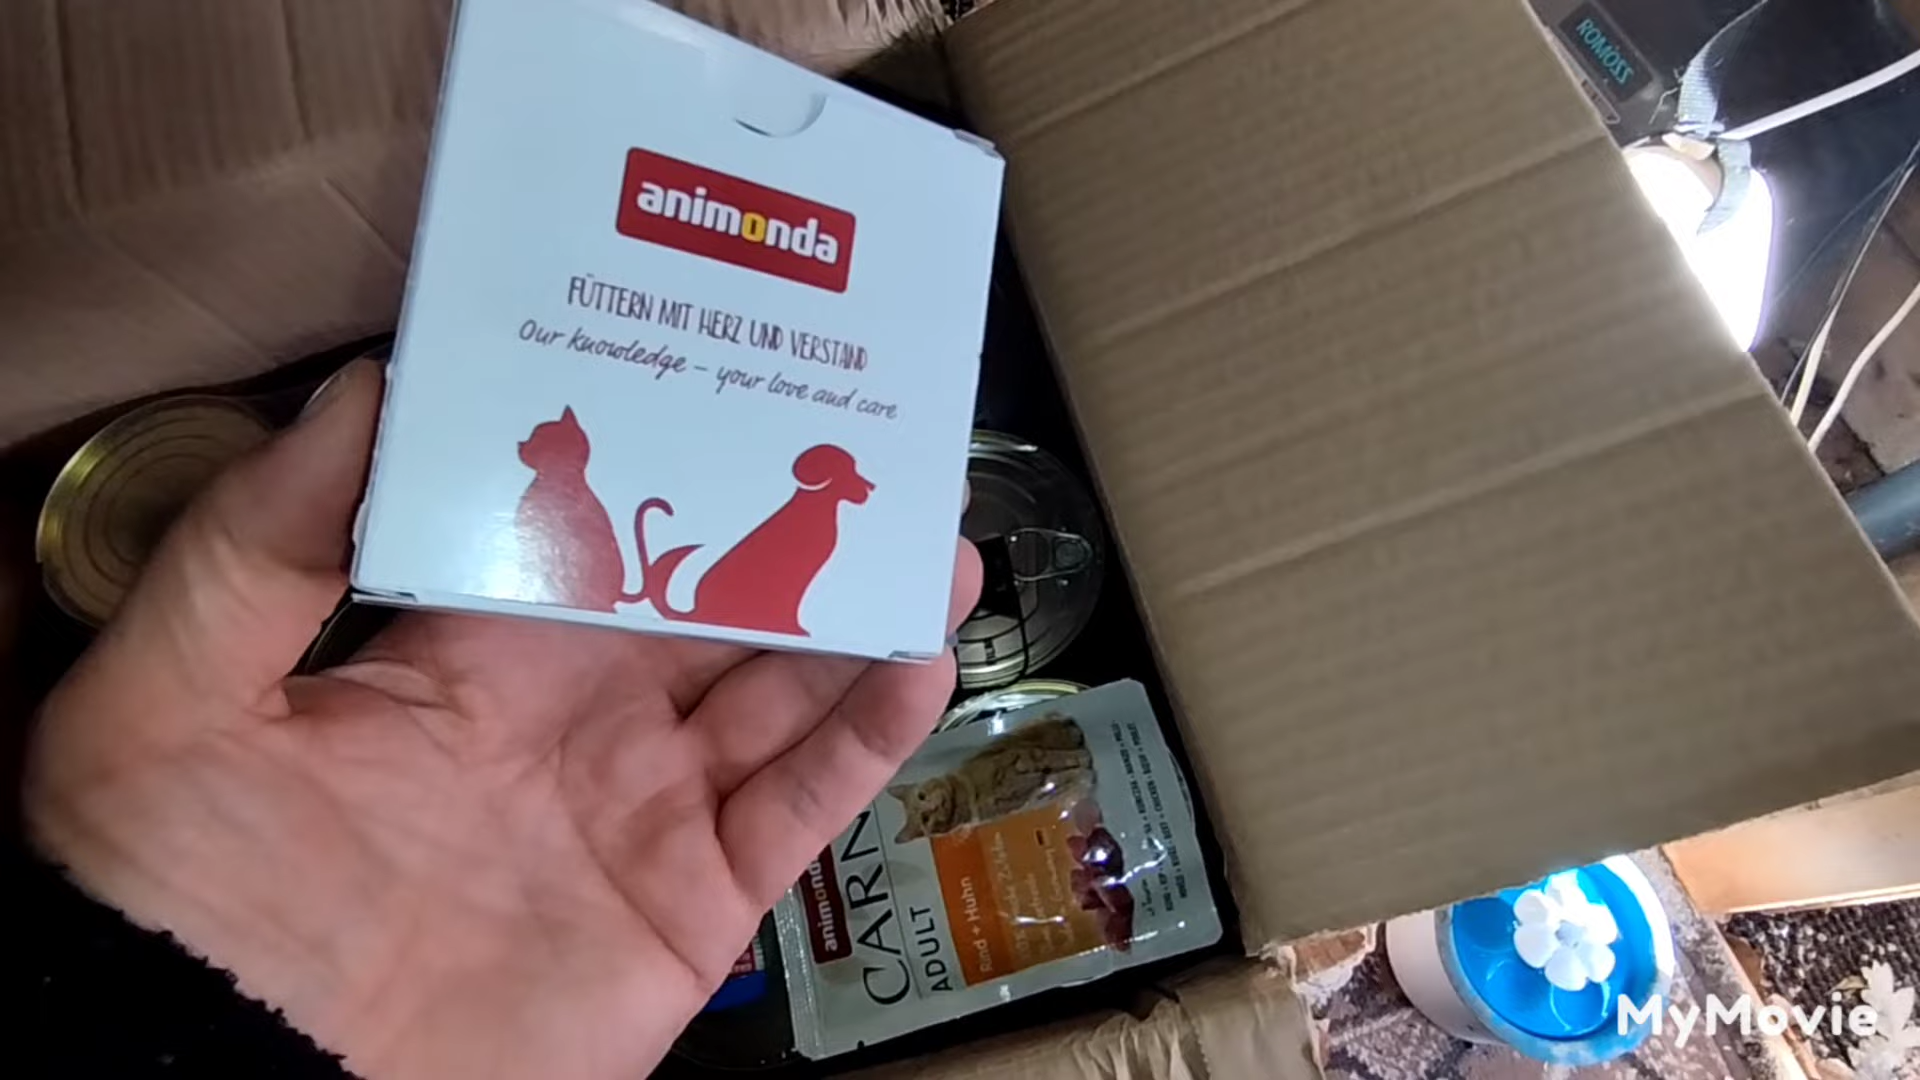 ROMOSS
animonda
FÜTTERN MIT HERZ UND VERSTAND
Our knowledge – your love and care
animonda
CARN
ADULT
Rind + Huhn
MyMovie